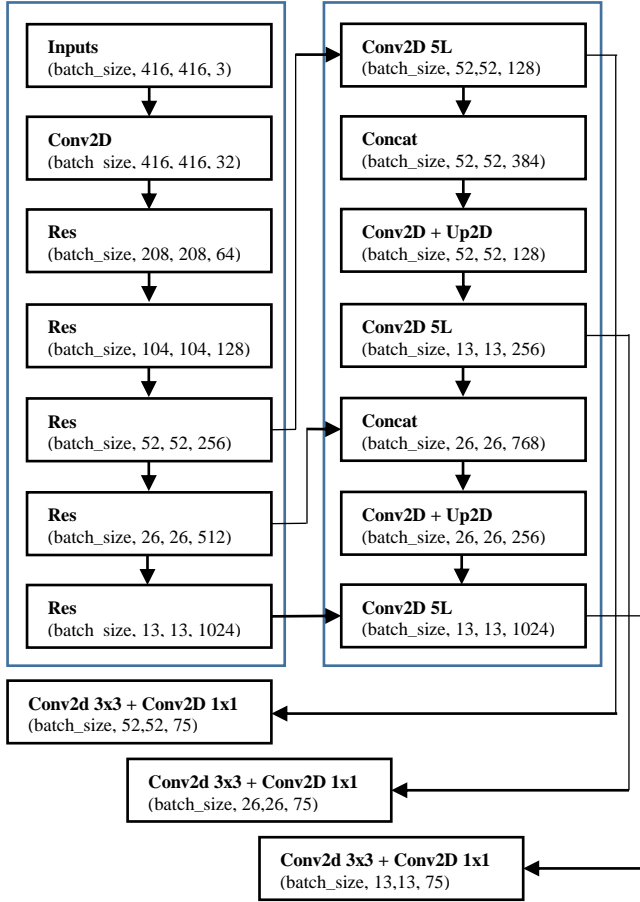 Inputs
(batch_size, 416, 416, 3)
Conv2D
(batch_size, 416, 416, 32)
Res
(batch_size, 208, 208, 64)
Res
(batch_size, 104, 104, 128)
Res
(batch_size, 52, 52, 256)
Res
(batch_size, 26, 26, 512)
Res
(batch_size, 13, 13, 1024)
Conv2D 5L
(batch_size, 52,52, 128)
Concat
(batch_size, 52, 52, 384)
Conv2D + Up2D
(batch_size, 52, 52, 128)
Conv2D 5L
(batch_size, 13, 13, 256)
Concat
(batch_size, 26, 26, 768)
Conv2D + Up2D
(batch_size, 26, 26, 256)
Conv2D 5L
(batch_size, 13, 13, 1024)
Conv2d 3x3 + Conv2D 1x1
(batch_size, 52,52, 75)
Conv2d 3x3 + Conv2D 1x1
(batch_size, 26,26, 75)
Conv2d 3x3 + Conv2D 1x1
(batch_size, 13,13, 75)